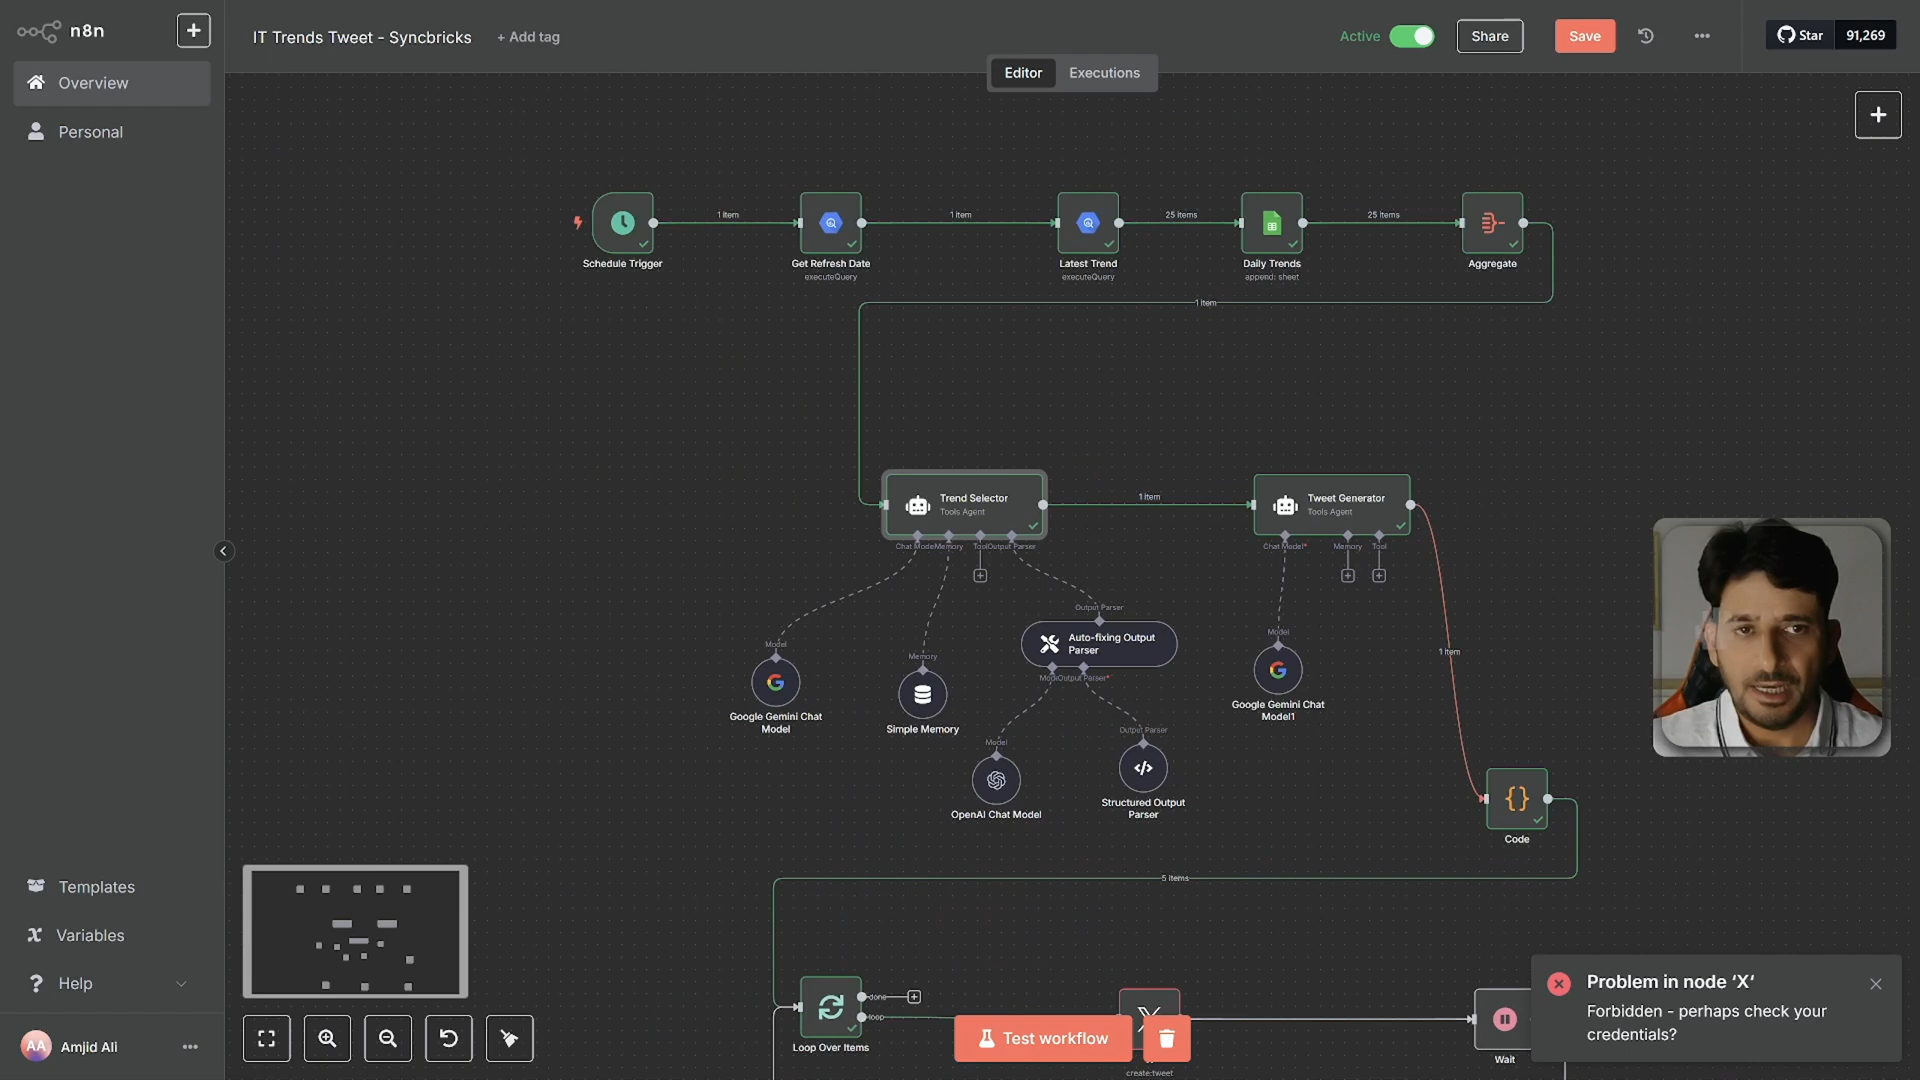 n8n
IT Trends Tweet - Syncbricks
+ Add tag
Active
Share
Save
Star
91,269
Editor
Executions
Overview
Personal
1 item
1 item
25 items
25 items
Schedule Trigger
Get Refresh Date
executeQuery
Latest Trend
executeQuery
Daily Trends
append: sheet
Aggregate
1 item
Trend Selector
Tools Agent
1 item
Tweet Generator
Tools Agent
Memory
Tool
Output Parser
Chat Model*
Memory
Tool
Output Parser
Auto-fixing Output
Parser
Output Parser*
Model
Google Gemini Chat
Model
Memory
Simple Memory
Model
Google Gemini Chat
Model1
1 item
Model
OpenAI Chat Model
Output Parser
Structured Output
Parser
Code
5 items
done
loop
Loop Over Items
create:tweet
Wait
Test workflow
Problem in node ‘X‘
Forbidden - perhaps check your
credentials?
Templates
Variables
Help
AA
Amjid Ali